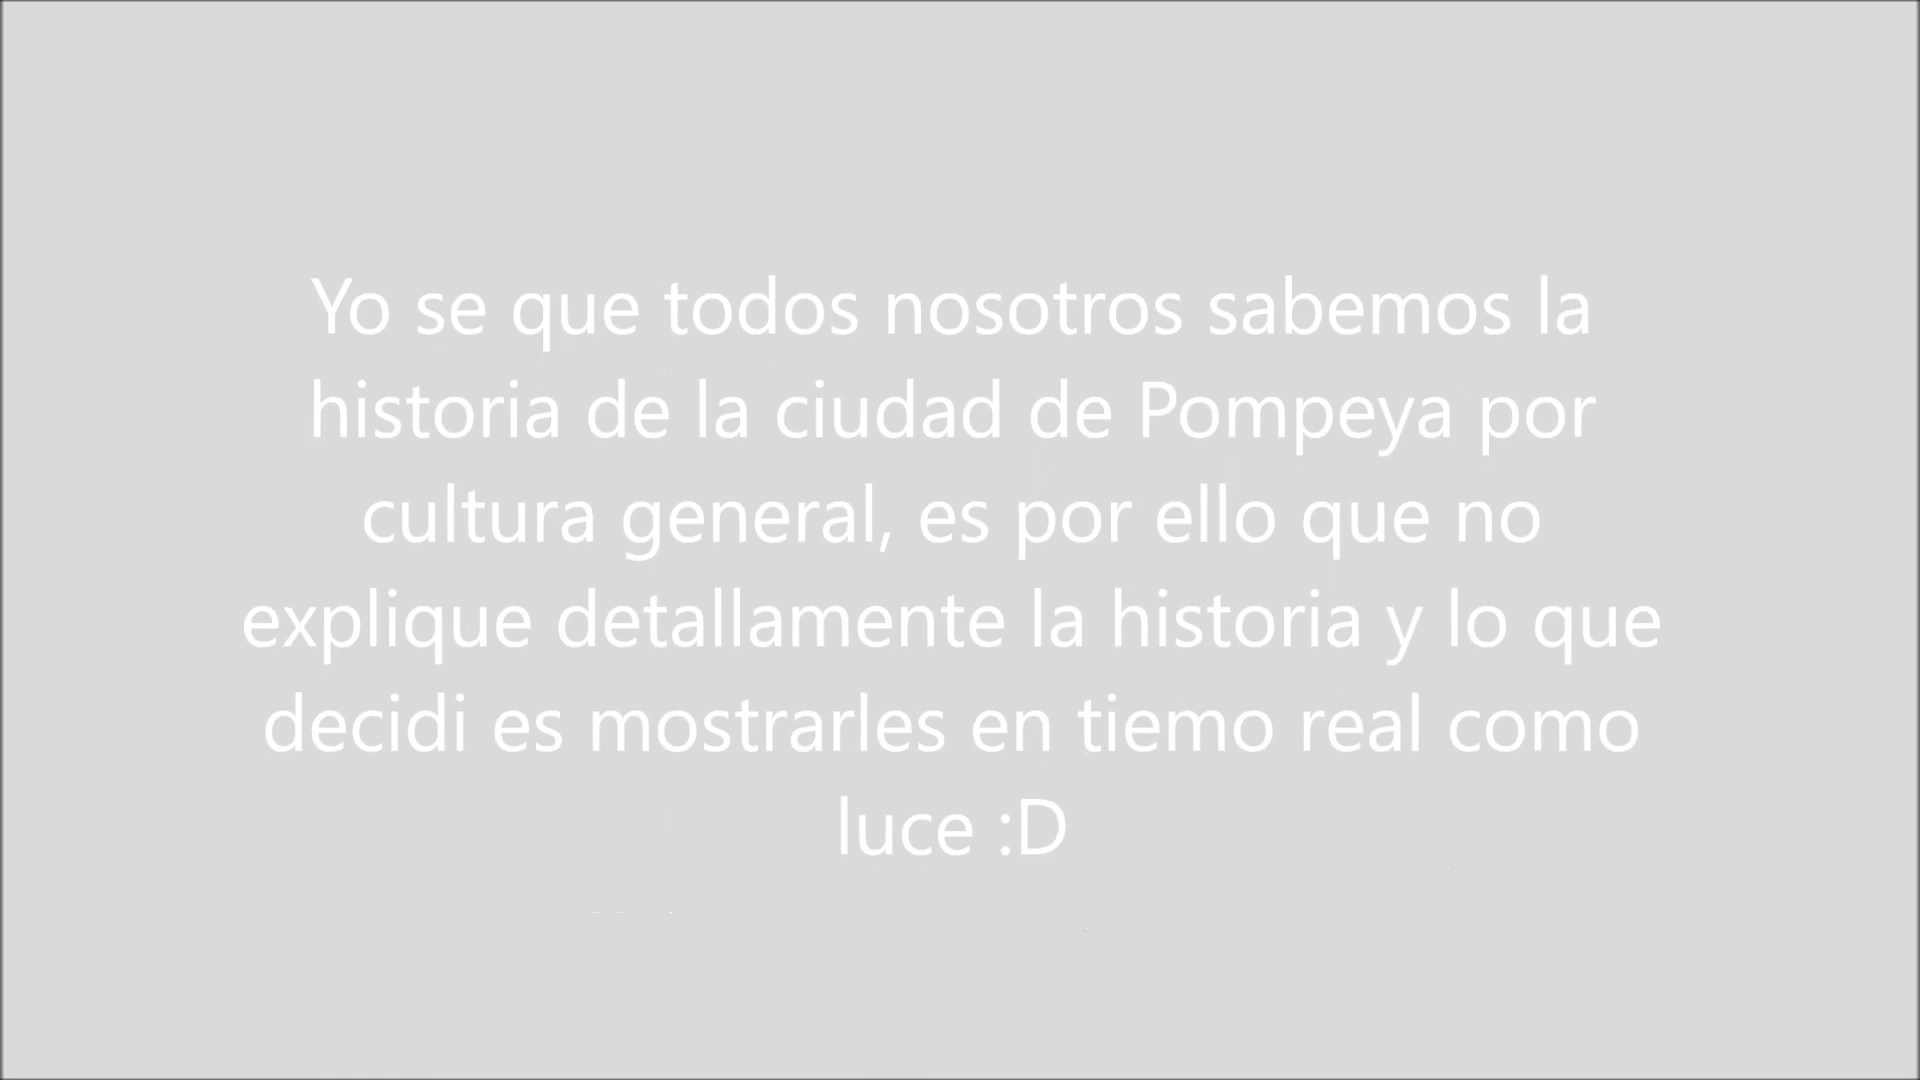 Yo se que todos nosotros sabemos la
historia de la ciudad de Pompeya por
cultura general, es por ello que no
explique detallamente la historia y lo que
decidi es mostrarles en tiemo real como
luce :D